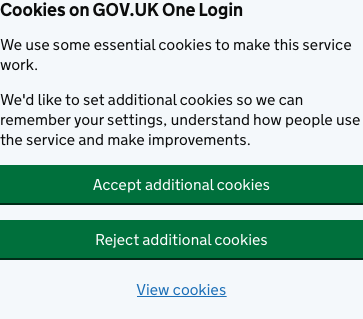 Cookies on GOV.UK One Login
We use some essential cookies to make this service
work.
We'd like to set additional cookies so we can
remember your settings, understand how people use
the service and make improvements.
Accept additional cookies
Reject additional cookies
View cookies